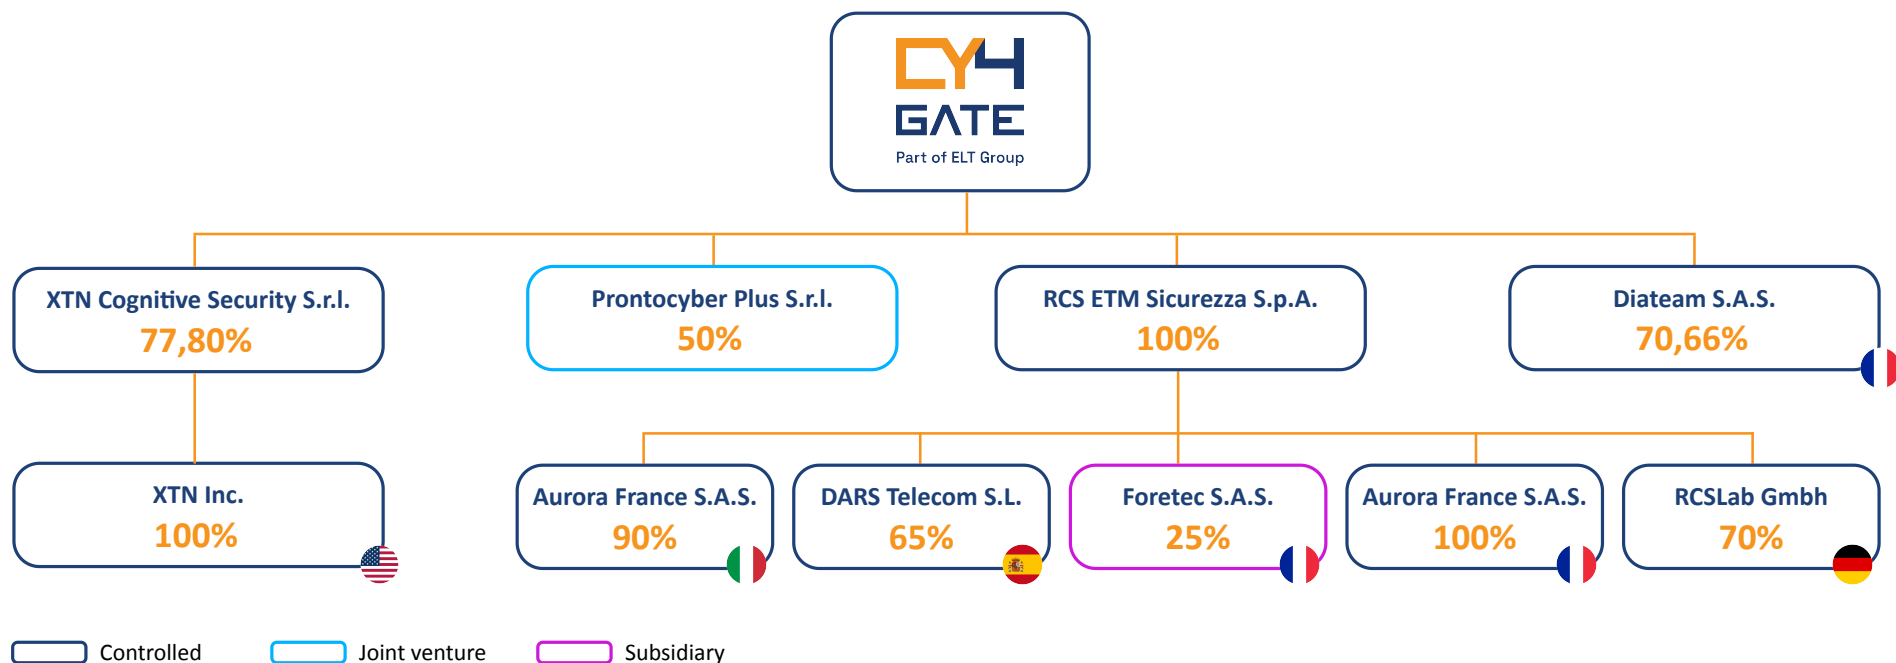 CY4
GATE
Part of ELT Group
XTN Cognitive Security S.r.l.
77,80%
Prontocyber Plus S.r.l.
50%
RCS ETM Sicurezza S.p.A.
100%
Diateam S.A.S.
70,66%
XTN Inc.
100%
Aurora France S.A.S.
90%
DARS Telecom S.L.
65%
Foretec S.A.S.
25%
Aurora France S.A.S.
100%
RCSLab Gmbh
70%
Controlled
Joint venture
Subsidiary